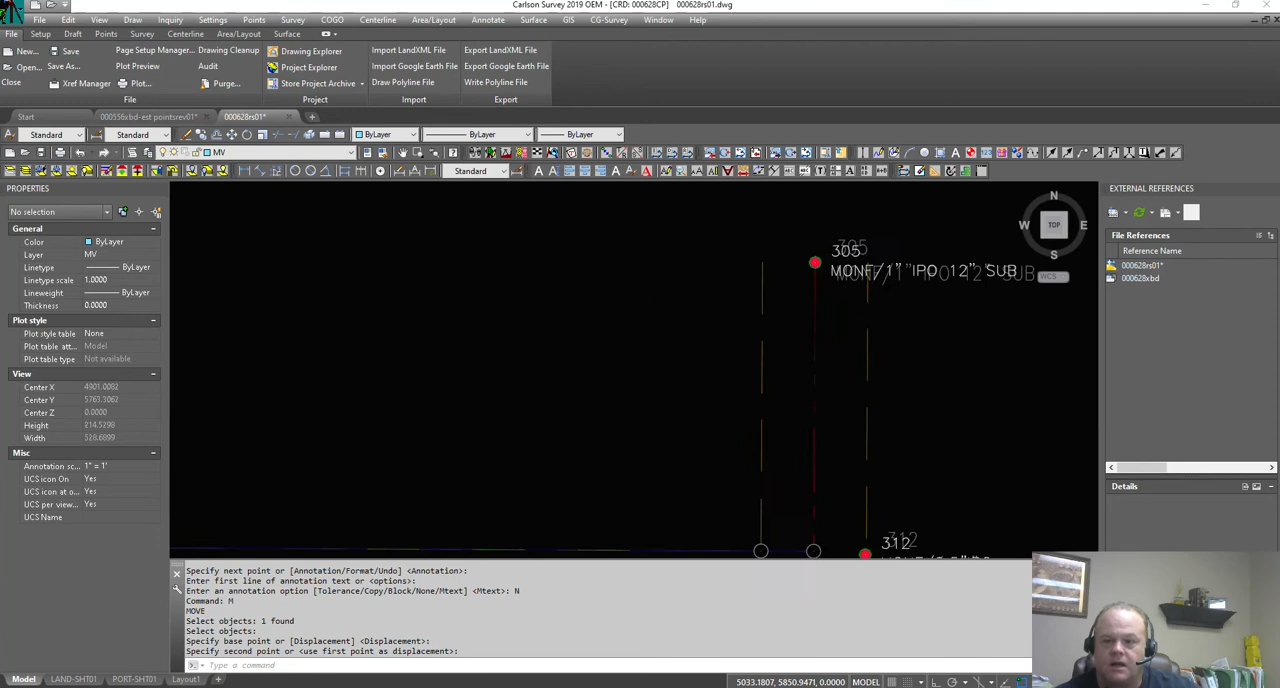 Carlson Survey 2019 OEM - [CRD: 000628CP] 000628rs01.dwg
File Edit View Annotation Draw Inquiry Settings Points Survey COGO Centerline Area/Layout Annotate Surface GIS CG-Survey Window Help
File Setup Draft Points Survey Centerline Area/Layout Surface
New... Save Page Setup Manager... Drawing Cleanup Drawing Explorer Import LandXML File Export LandXML File
Open... Save As... Plot Preview Audit Project Explorer Import Google Earth File Export Google Earth File
Close Xref Manager Plot... Purge... Store Project Archive Draw Polyline File Write Polyline File
File Project Import Export
Start 000556xbd-est pointsrev01* 000628rs01*
Standard Standard ByLayer ByLayer ByLayer
MV
Standard
PROPERTIES
No selection
General
Color ByLayer
Layer MV
Linetype ByLayer
Linetype scale 1.0000
Lineweight ByLayer
Thickness 0.0000
Plot style
Plot style table None
Plot table att... Model
Plot table type Not available
View
Center X 4901.0082
Center Y 5763.3062
Center Z 0.0000
Height 214.5298
Width 528.6899
Misc
Annotation sc... 1" = 1'
UCS icon On Yes
UCS icon at o... Yes
UCS per view... Yes
UCS Name
305
305
MONF/1" IPO 12" SUB
MONF/1" IPO 12" SUB
312
312
N
W TOP E
S
WCS
EXTERNAL REFERENCES
File References
Reference Name
000628rs01*
000628xbd
Details
Specify next point or [Annotation/Format/Undo] <Annotation>:
Enter first line of annotation text or <options>:
Enter an annotation option [Tolerance/Copy/Block/None/Mtext] <Mtext>: N
Command: M
MOVE
Select objects: 1 found
Select objects:
Specify base point or [Displacement] <Displacement>:
Specify second point or <use first point as displacement>:
Type a command
Model LAND-SHT01 PORT-SHT01 Layout1 +
5033.1807, 5850.9471, 0.0000 MODEL